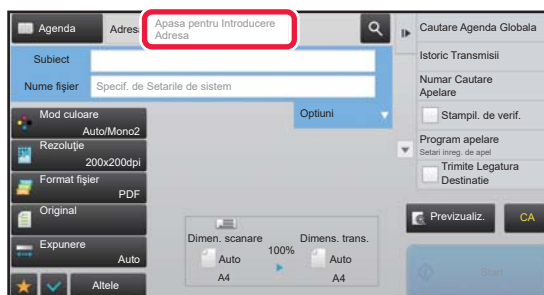 Agenda
Adres
Apasa pentru Introducere
Adresa
Subiect
Nume fişier
Specif. de Setarile de sistem
Optiuni
Mod culoare
Auto/Mono2
Rezoluţie
200x200dpi
Format fişier
PDF
Original
Expunere
Auto
Altele
Dimen. scanare
100%
Dimens. trans.
Auto
Auto
A4
A4
Cautare Agenda Globala
Istoric Transmisii
Numar Cautare
Apelare
Stampil. de verif.
Program apelare
Setari inreg. de apel
Trimite Legatura
Destinatie
Previzualiz.
CA
Start